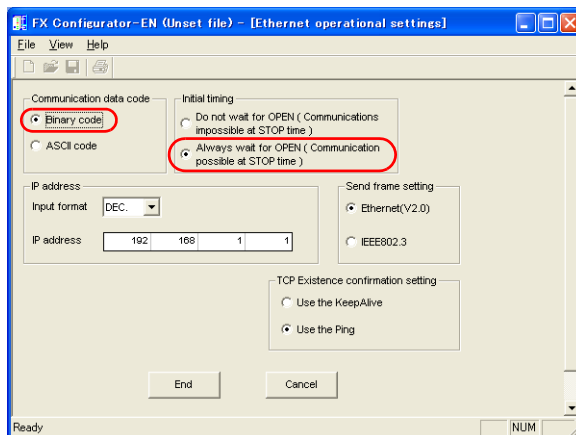 FX Configurator-EN (Unset file) - [Ethernet operational settings]
File View Help
Communication data code
Binary code
ASCII code
Initial timing
Do not wait for OPEN ( Communications
impossible at STOP time )
Always wait for OPEN ( Communication
possible at STOP time )
IP address
Input format DEC.
IP address 192 168 1 1
Send frame setting
Ethernet(V2.0)
IEEE802.3
TCP Existence confirmation setting
Use the KeepAlive
Use the Ping
End Cancel
Ready NUM